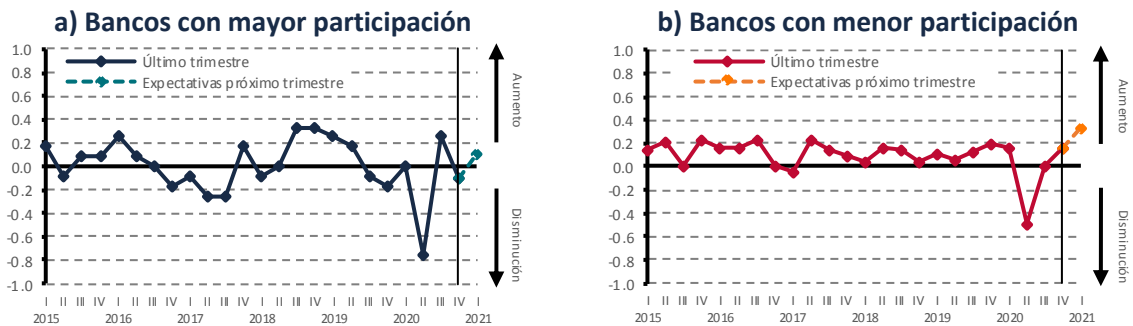 a) Bancos con mayor participación
1.0
0.8
0.6
0.4
0.2
0.0
-0.2
-0.4
-0.6
-0.8
-1.0
Último trimestre
Expectativas próximo trimestre
Aumento
Disminución
I II III IV I II III IV I II III IV I II III IV I II III IV I II III IV I
2015 2016 2017 2018 2019 2020 2021
b) Bancos con menor participación
1.0
0.8
0.6
0.4
0.2
0.0
-0.2
-0.4
-0.6
-0.8
-1.0
Último trimestre
Expectativas próximo trimestre
Aumento
Disminución
I II III IV I II III IV I II III IV I II III IV I II III IV I II III IV I
2015 2016 2017 2018 2019 2020 2021